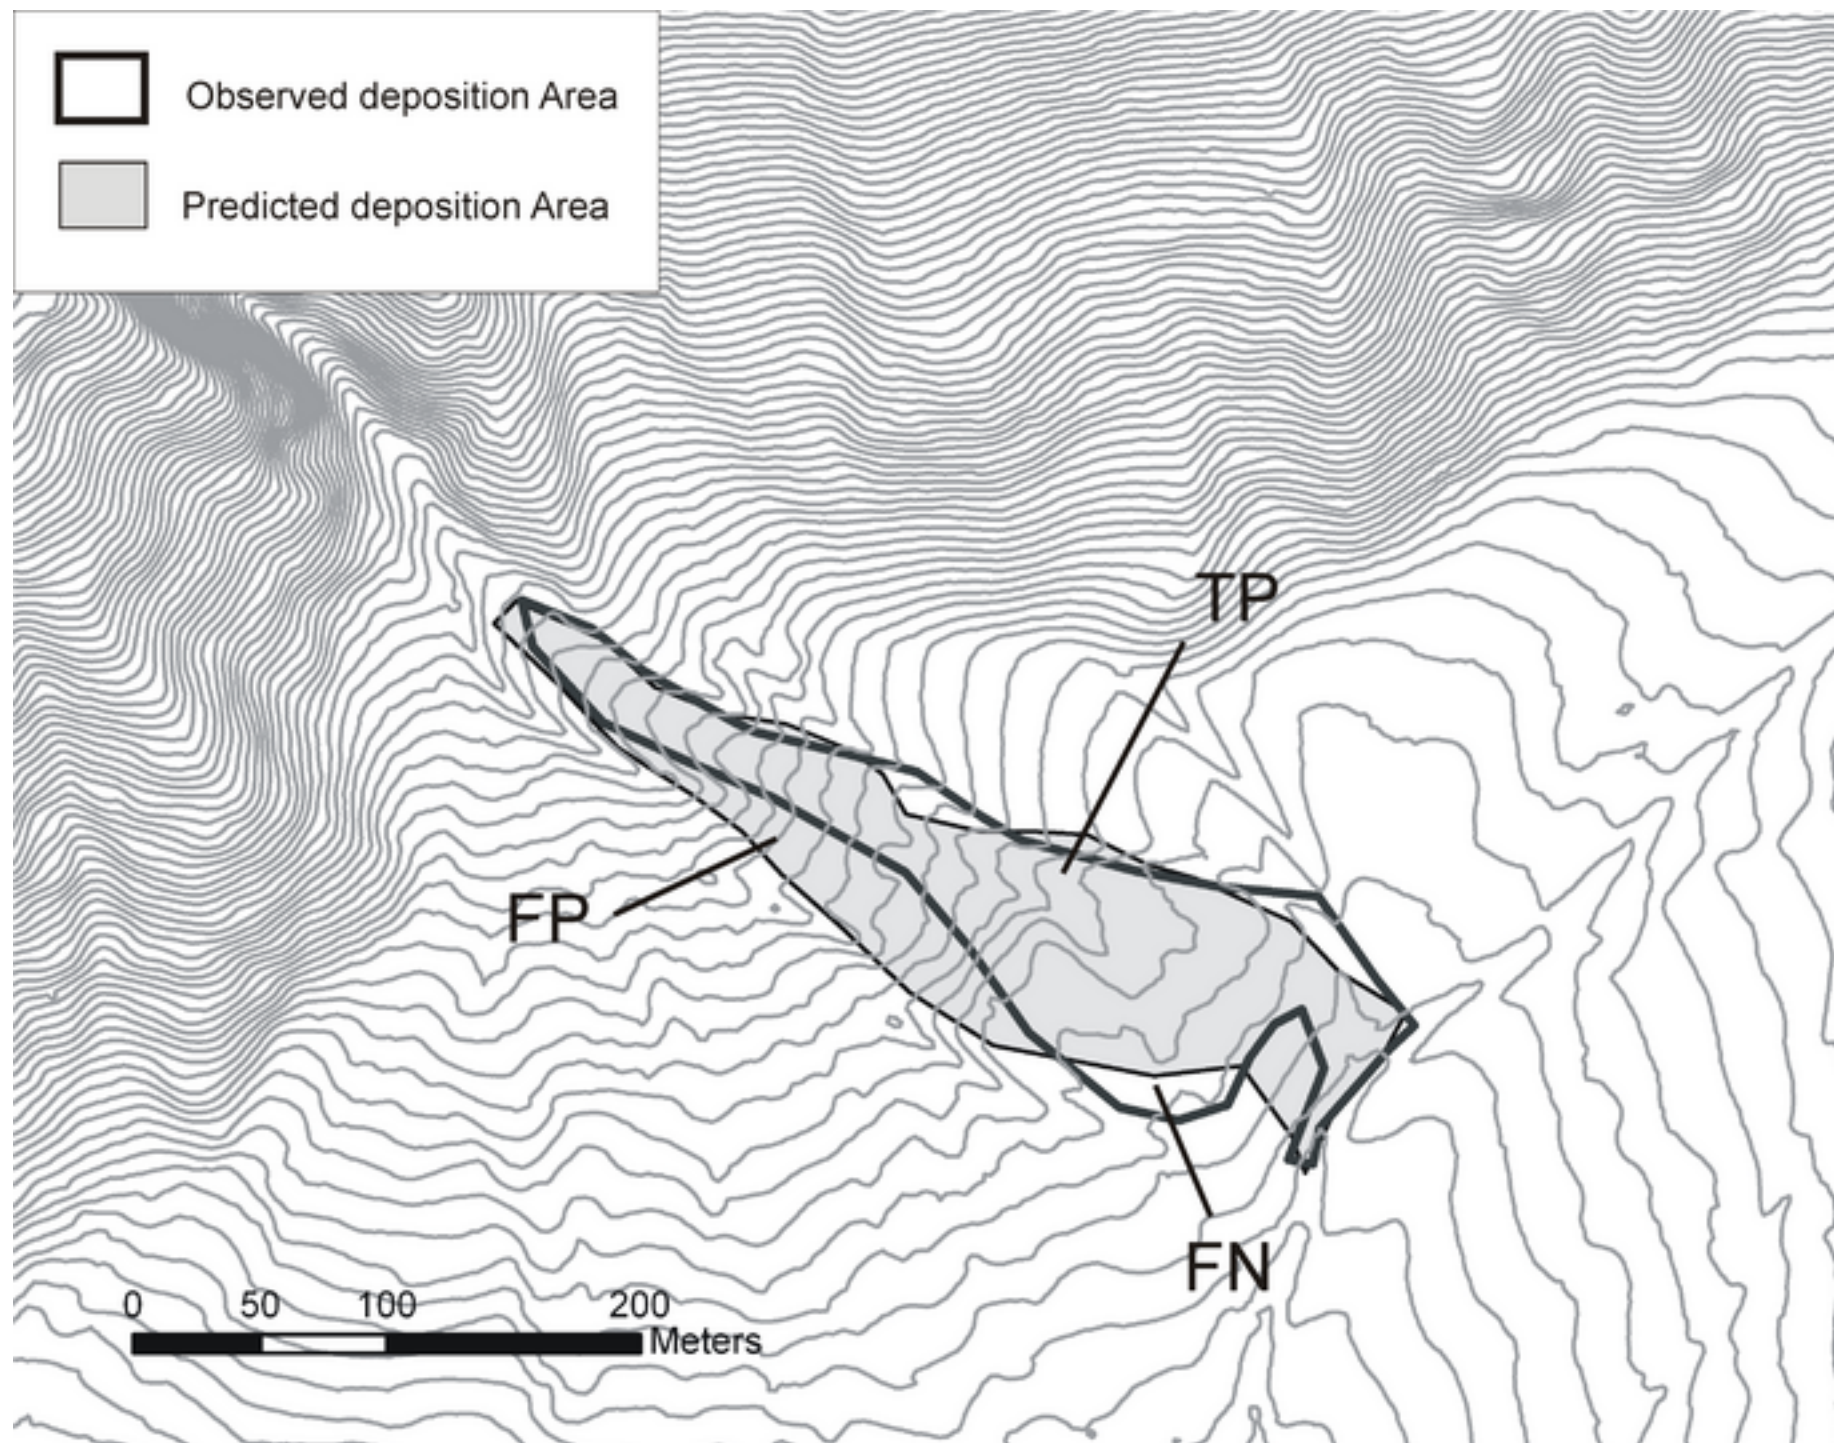 Observed deposition Area
Predicted deposition Area
TP
FP
FN
0 50 100 200
Meters